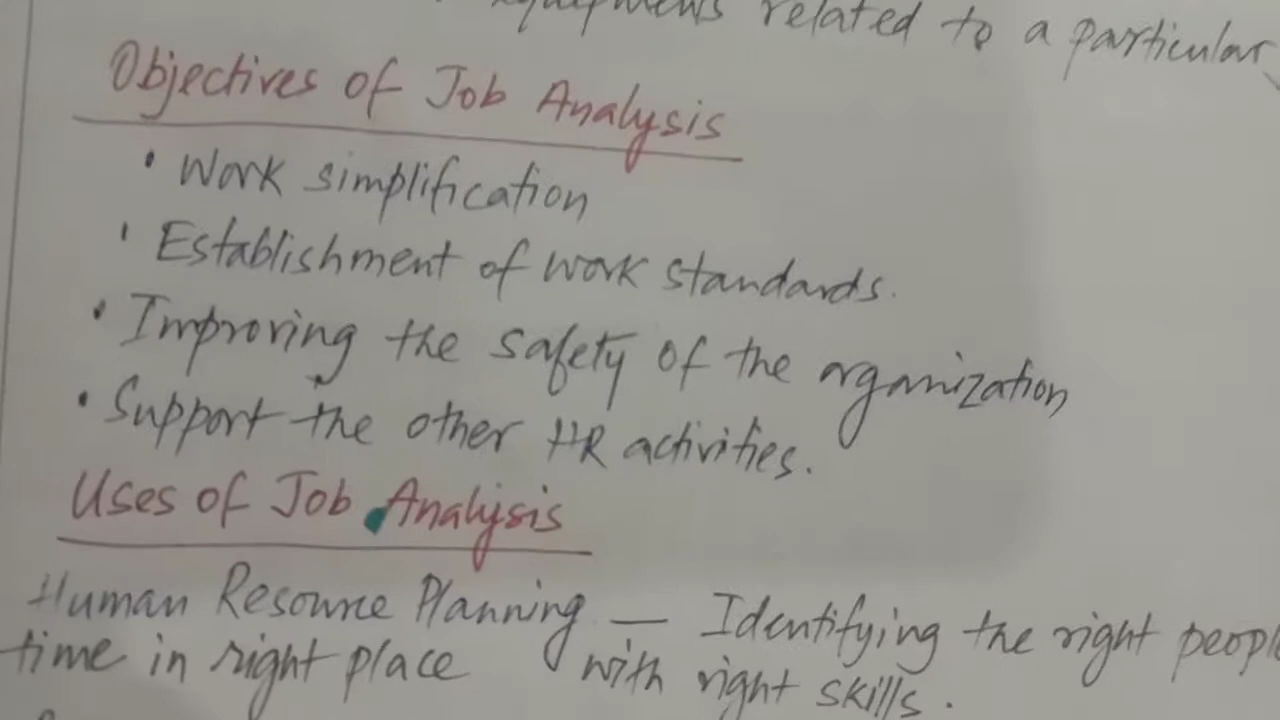 equipments related to a particular
Objectives of Job Analysis
• Work simplification
• Establishment of work standards.
• Improving the safety of the organization
• Support the other HR activities.
Uses of Job Analysis
Human Resource Planning — Identifying the right people
time in right place with right skills.